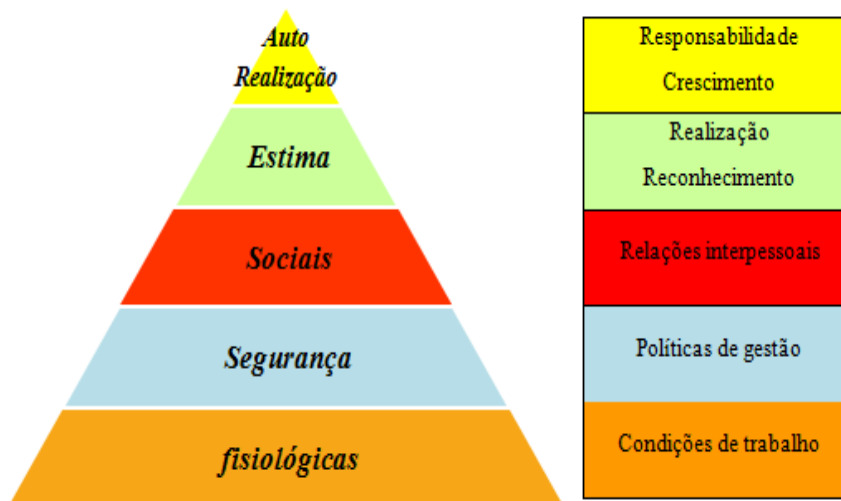 Auto
Realização
Estima
Sociais
Segurança
fisiológicas
Responsabilidade
Crescimento
Realização
Reconhecimento
Relações interpessoais
Políticas de gestão
Condições de trabalho